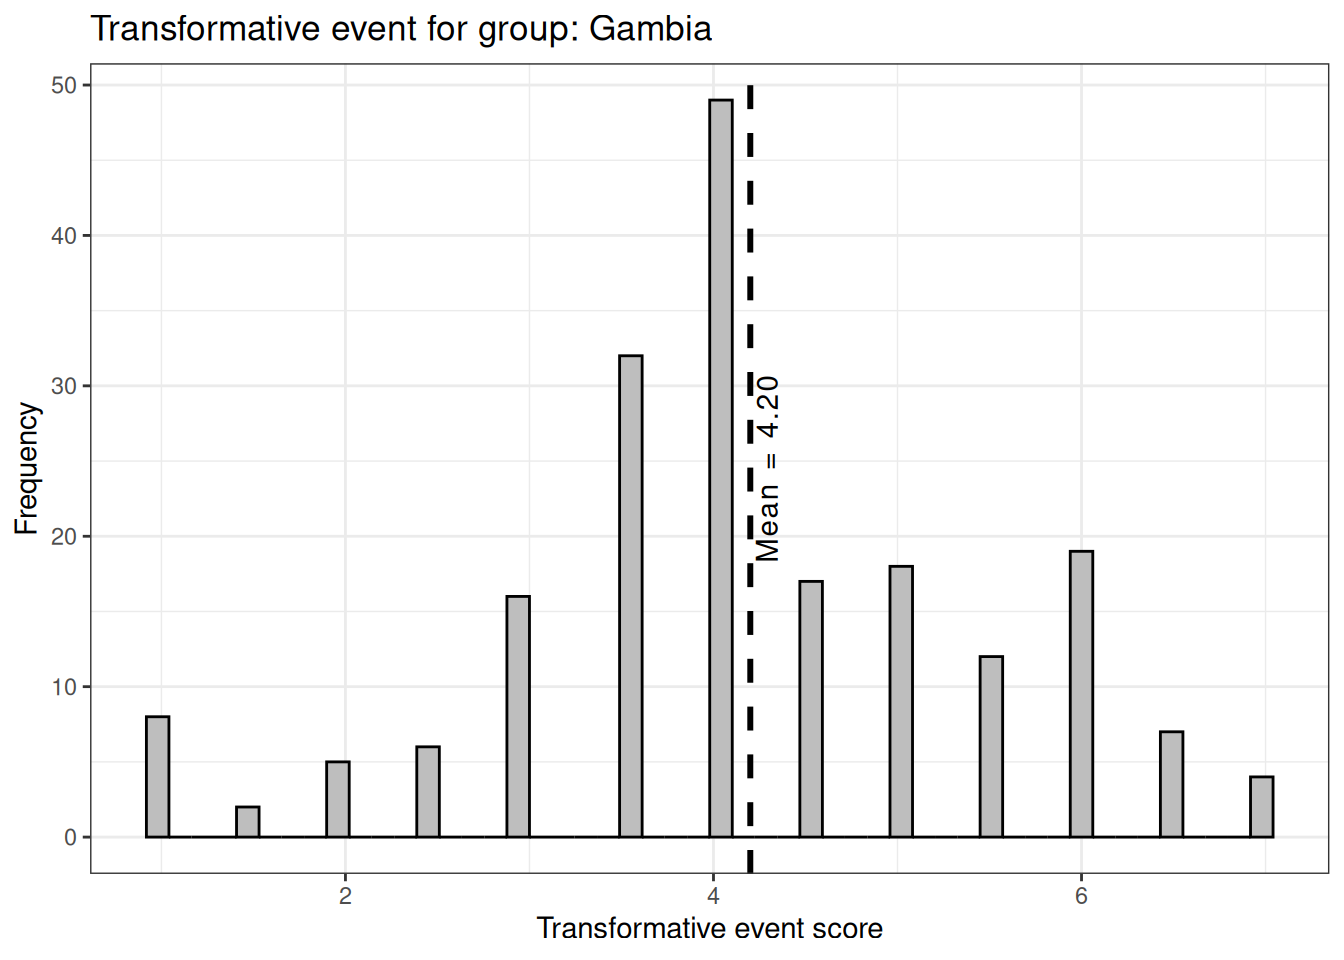 Transformative event for group: Gambia
50
40
30
20
10
0
Frequency
Mean = 4.20
2
4
6
Transformative event score